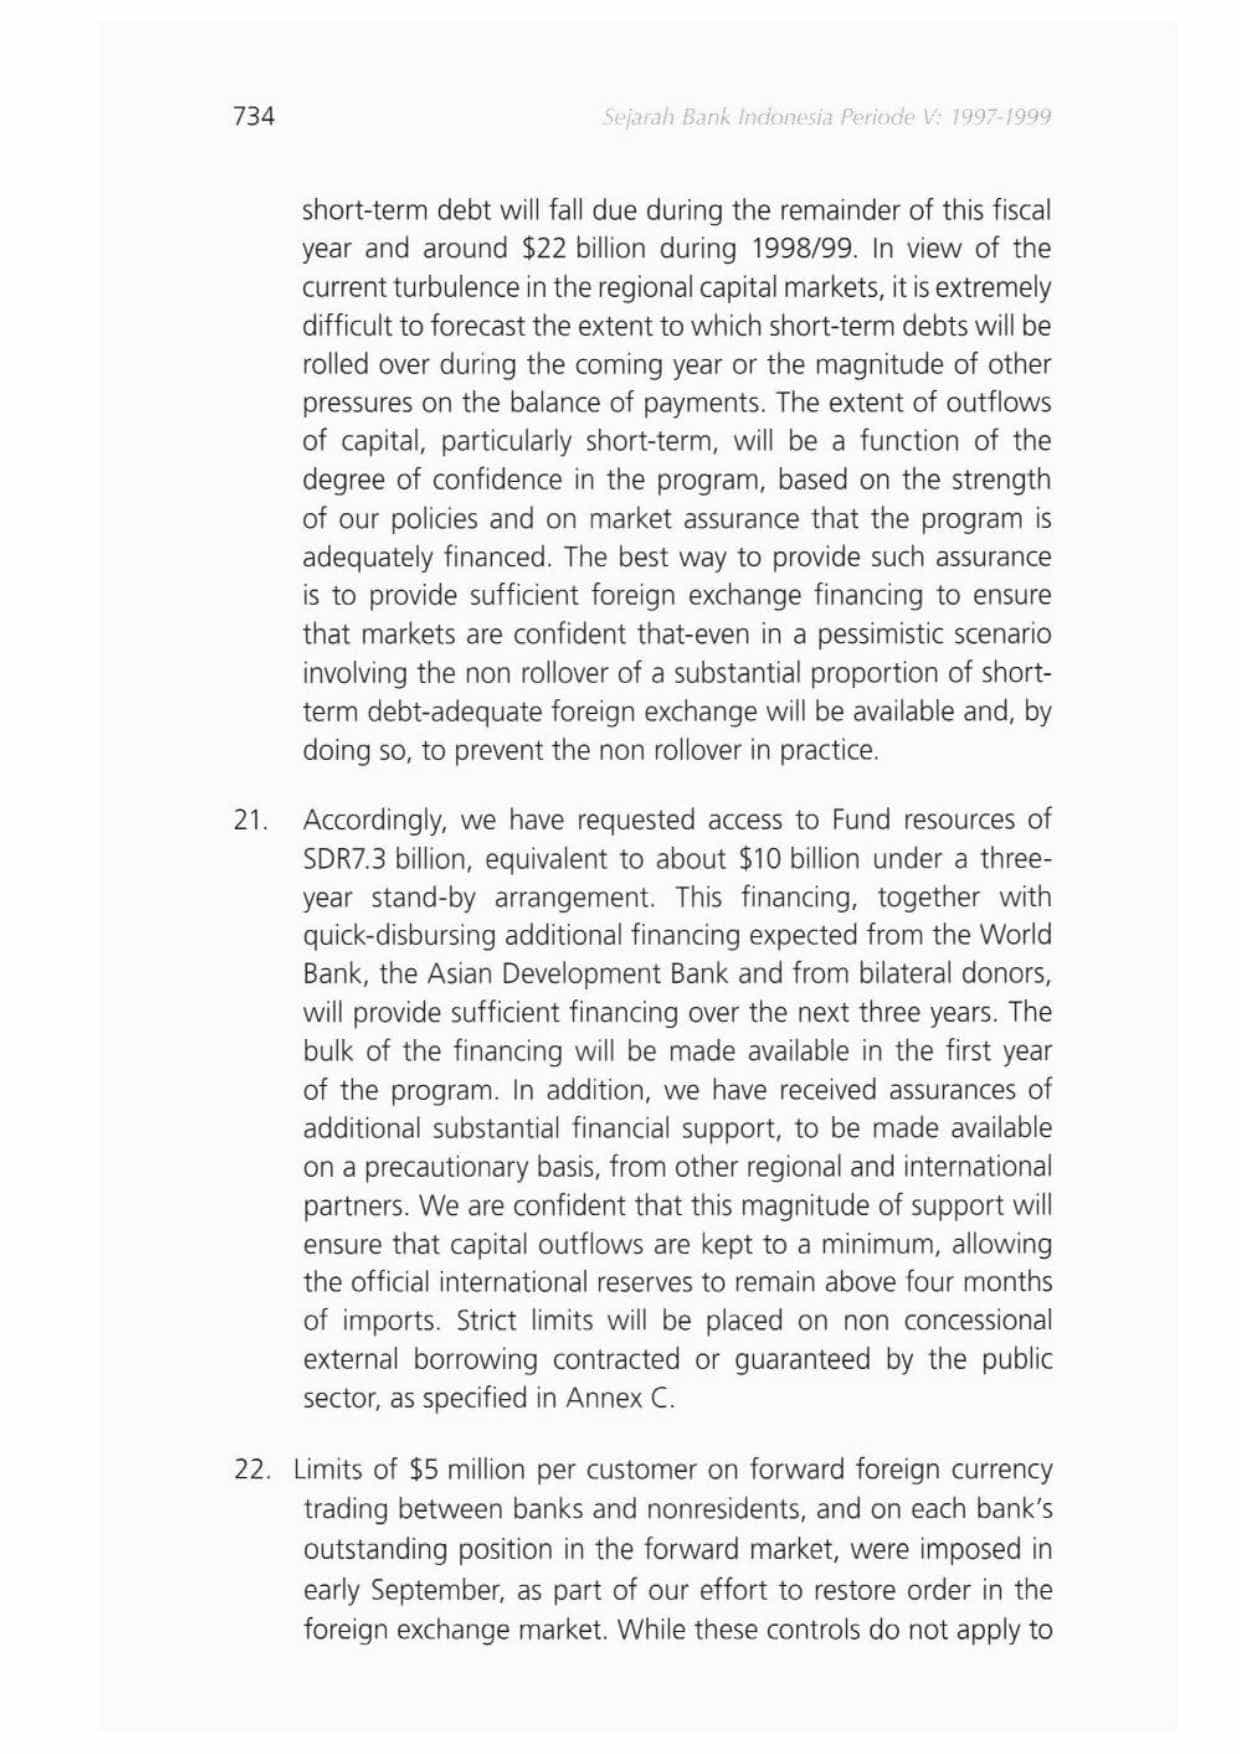 734
Sejarah Bank Indonesia Periode V: 1997-1999
short-term debt will fall due during the remainder of this fiscal
year and around $22 billion during 1998/99. In view of the
current turbulence in the regional capital markets, it is extremely
difficult to forecast the extent to which short-term debts will be
rolled over during the coming year or the magnitude of other
pressures on the balance of payments. The extent of outflows
of capital, particularly short-term, will be a function of the
degree of confidence in the program, based on the strength
of our policies and on market assurance that the program is
adequately financed. The best way to provide such assurance
is to provide sufficient foreign exchange financing to ensure
that markets are confident that-even in a pessimistic scenario
involving the non rollover of a substantial proportion of short-
term debt-adequate foreign exchange will be available and, by
doing so, to prevent the non rollover in practice.
21. Accordingly, we have requested access to Fund resources of
SDR7.3 billion, equivalent to about $10 billion under a three-
year stand-by arrangement. This financing, together with
quick-disbursing additional financing expected from the World
Bank, the Asian Development Bank and from bilateral donors,
will provide sufficient financing over the next three years. The
bulk of the financing will be made available in the first year
of the program. In addition, we have received assurances of
additional substantial financial support, to be made available
on a precautionary basis, from other regional and international
partners. We are confident that this magnitude of support will
ensure that capital outflows are kept to a minimum, allowing
the official international reserves to remain above four months
of imports. Strict limits will be placed on non concessional
external borrowing contracted or guaranteed by the public
sector, as specified in Annex C.
22. Limits of $5 million per customer on forward foreign currency
trading between banks and nonresidents, and on each bank's
outstanding position in the forward market, were imposed in
early September, as part of our effort to restore order in the
foreign exchange market. While these controls do not apply to